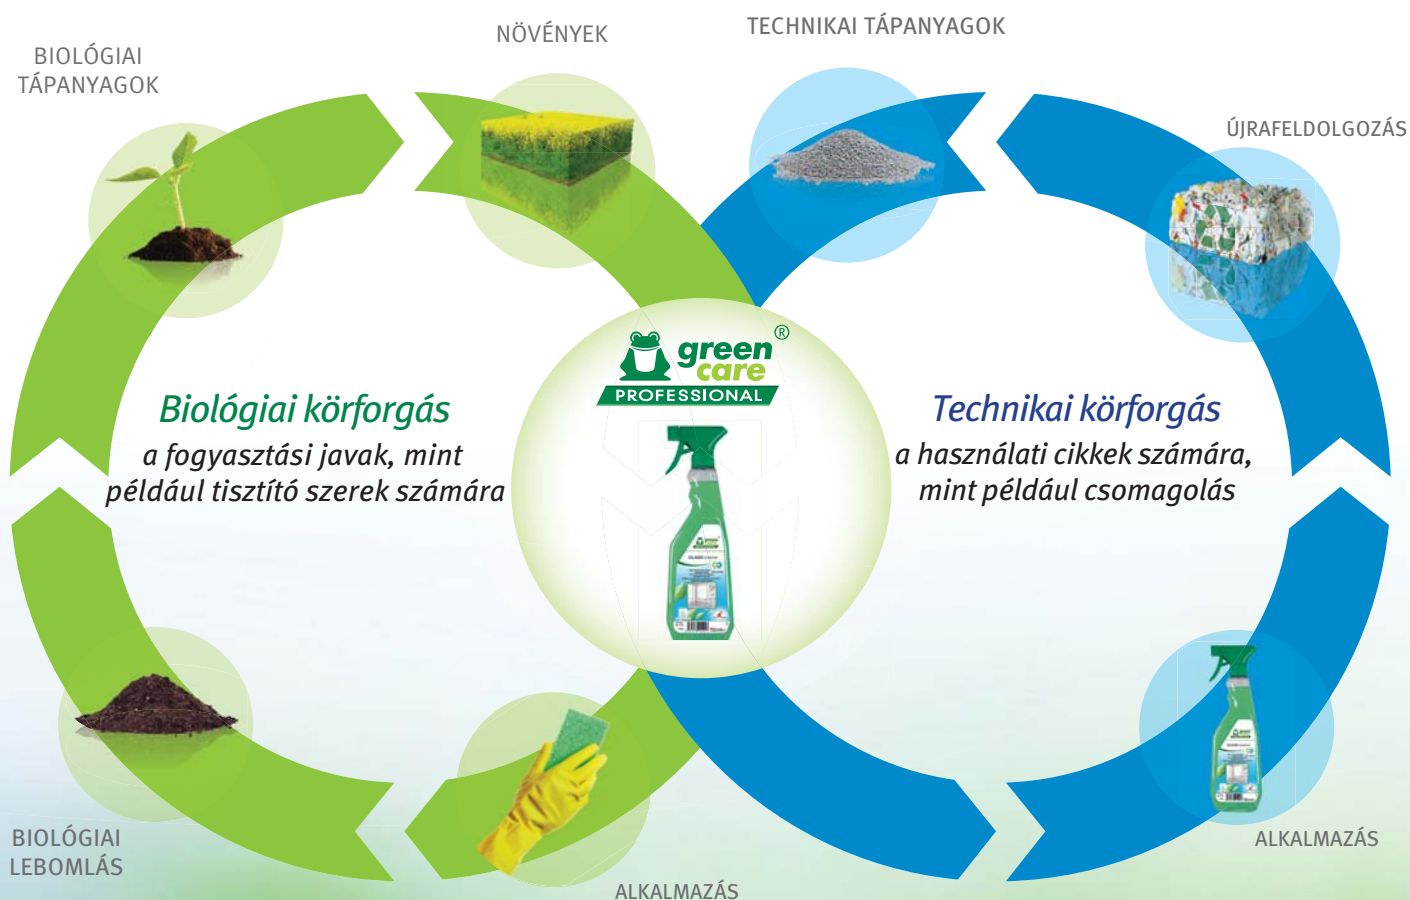 NÖVÉNYEK
TECHNIKAI TÁPANYAGOK
BIOLÓGIAI
TÁPANYAGOK
ÚJRAFELDOLGOZÁS
green ®
care
PROFESSIONAL
Biológiai körforgás
a fogyasztási javak, mint
például tisztító szerek számára
Technikai körforgás
a használati cikkek számára,
mint például csomagolás
BIOLÓGIAI
LEBOMLÁS
ALKALMAZÁS
ALKALMAZÁS